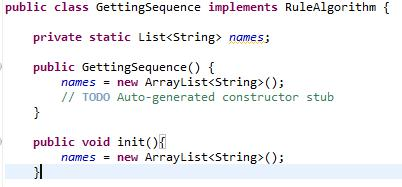 public class GettingSequence implements RuleAlgorithm {
private static List<String> names;
public GettingSequence() {
names = new ArrayList<String>();
// TODO Auto-generated constructor stub
}
public void init(){
names = new ArrayList<String>();
}